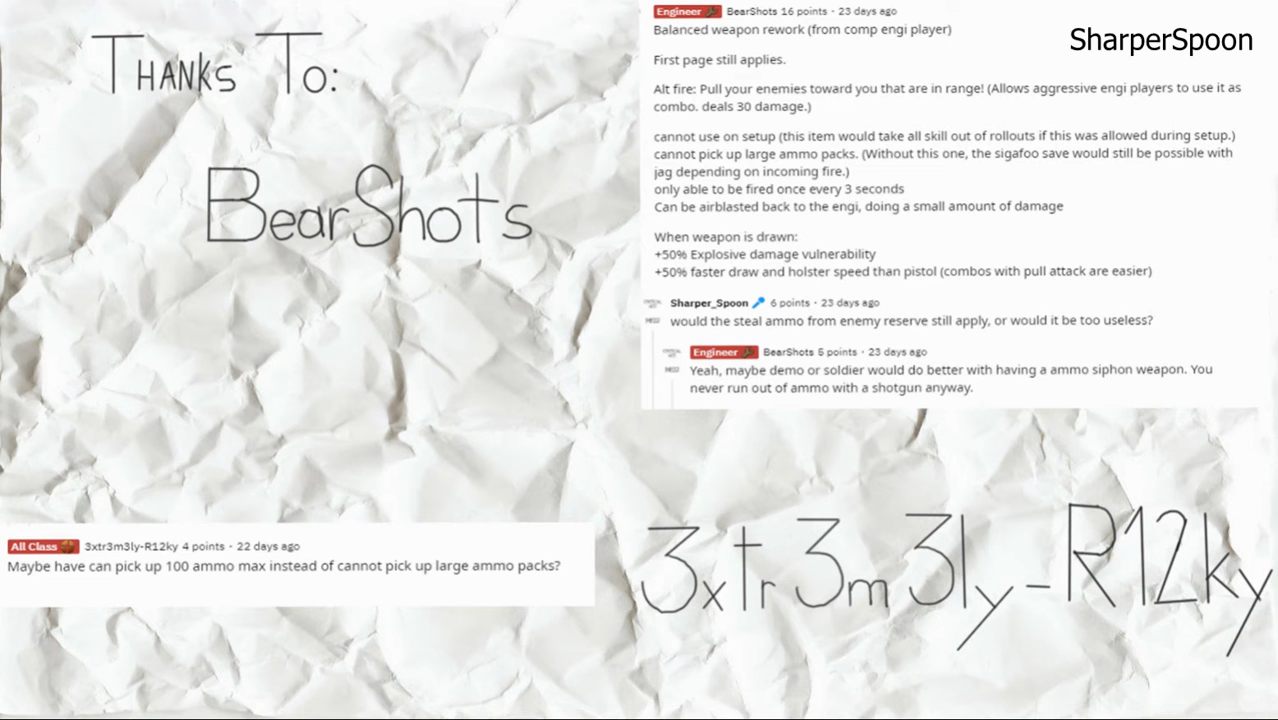 Thanks To:
BearShots
Engineer BearShots 16 points · 23 days ago
SharperSpoon
Balanced weapon rework (from comp engi player)
First page still applies.
Alt fire: Pull your enemies toward you that are in range! (Allows aggressive engi players to use it as
combo. deals 30 damage.)
cannot use on setup (this item would take all skill out of rollouts if this was allowed during setup.)
cannot pick up large ammo packs. (Without this one, the sigafoo save would still be possible with
jag depending on incoming fire.)
only able to be fired once every 3 seconds
Can be airblasted back to the engi, doing a small amount of damage
When weapon is drawn:
+50% Explosive damage vulnerability
+50% faster draw and holster speed than pistol (combos with pull attack are easier)
Sharper_Spoon 6 points · 23 days ago
would the steal ammo from enemy reserve still apply, or would it be too useless?
Engineer BearShots 5 points · 23 days ago
Yeah, maybe demo or soldier would do better with having a ammo siphon weapon. You
never run out of ammo with a shotgun anyway.
All Class 3xtr3m3ly-R12ky 4 points · 22 days ago
Maybe have can pick up 100 ammo max instead of cannot pick up large ammo packs?
3xtr3m3ly-R12ky